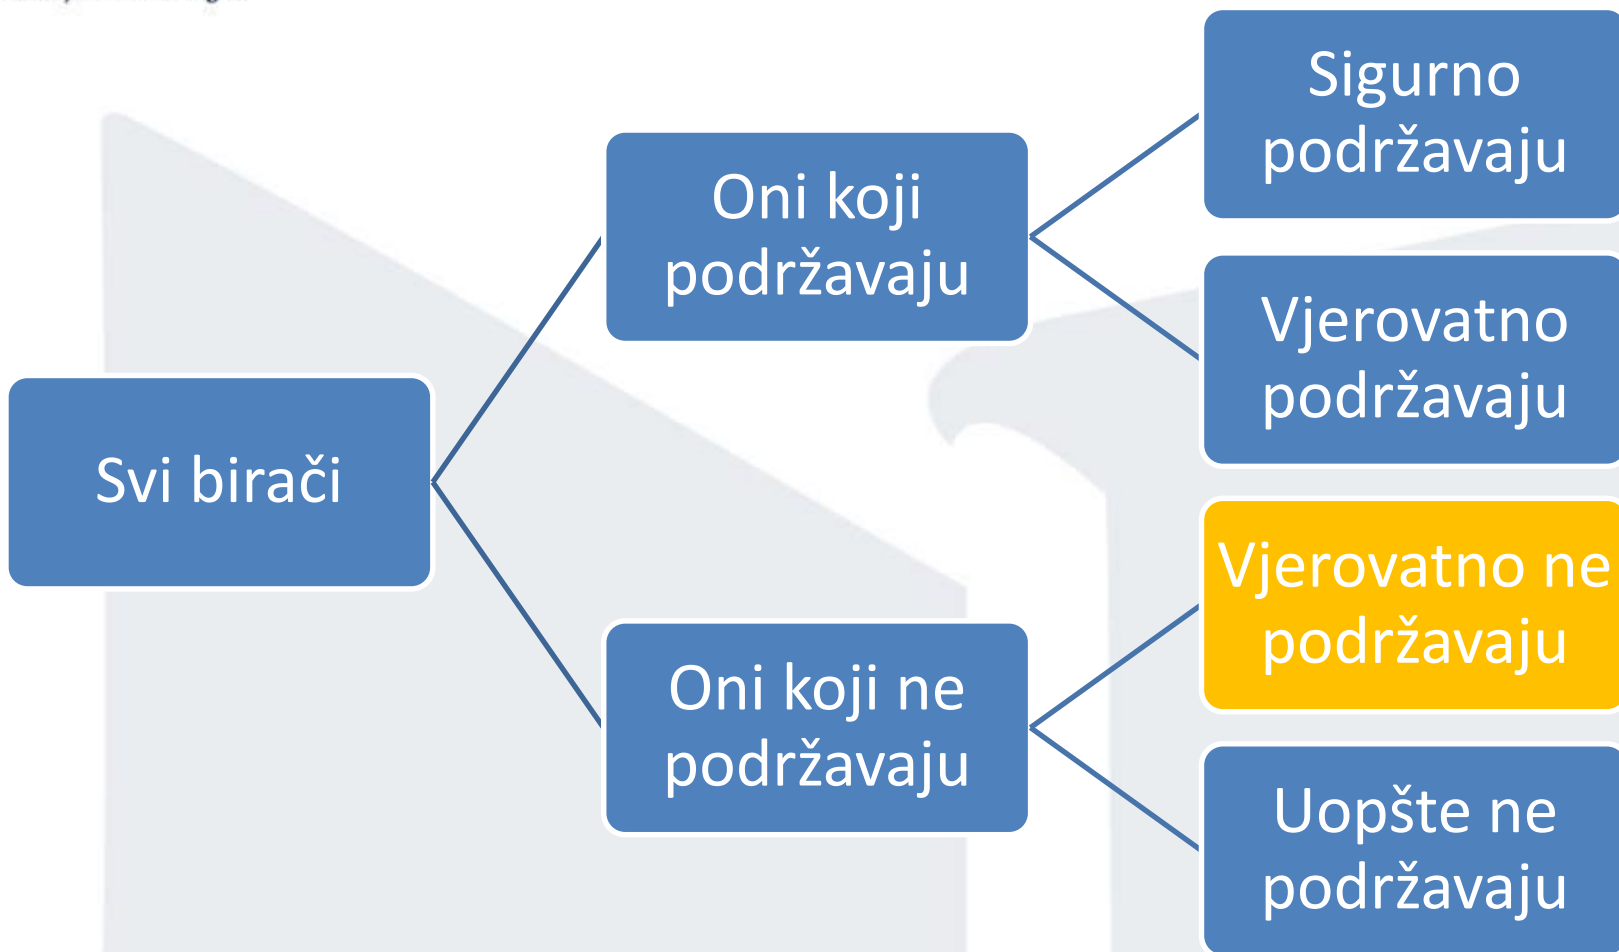 Svi birači
Oni koji
podržavaju
Oni koji ne
podržavaju
Sigurno
podržavaju
Vjerovatno
podržavaju
Vjerovatno ne
podržavaju
Uopšte ne
podržavaju